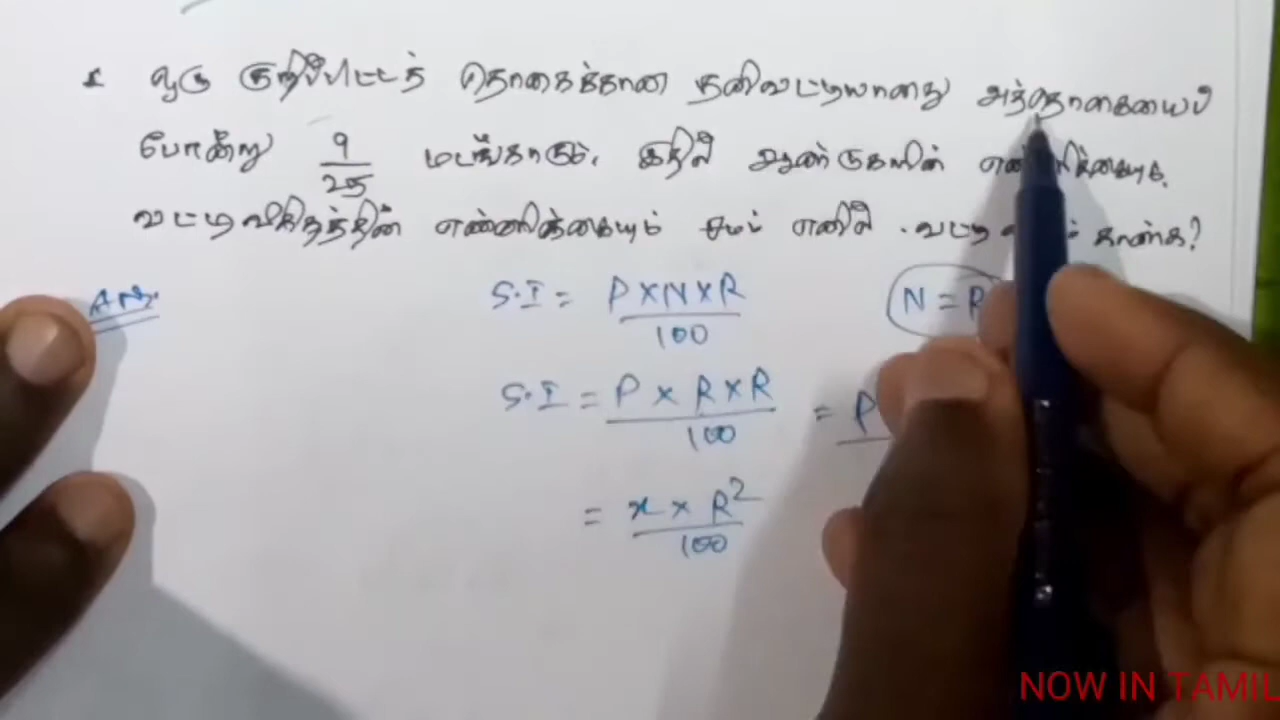 ஒரு குறிப்பிட்டத் தொகைக்கான தனிவட்டியானது அத்தொகையைப்
போன்று 9/25 மடங்காகும். இதில் ஆண்டுகளின்
வட்டிவிகிதத்தின் எண்ணிக்கையும் சமம் எனில் காண்க?
Ans. S.I = P×N×R/100 N = R
S.I = P × R × R/100 = P
= x × R²/100
NOW IN TAMIL